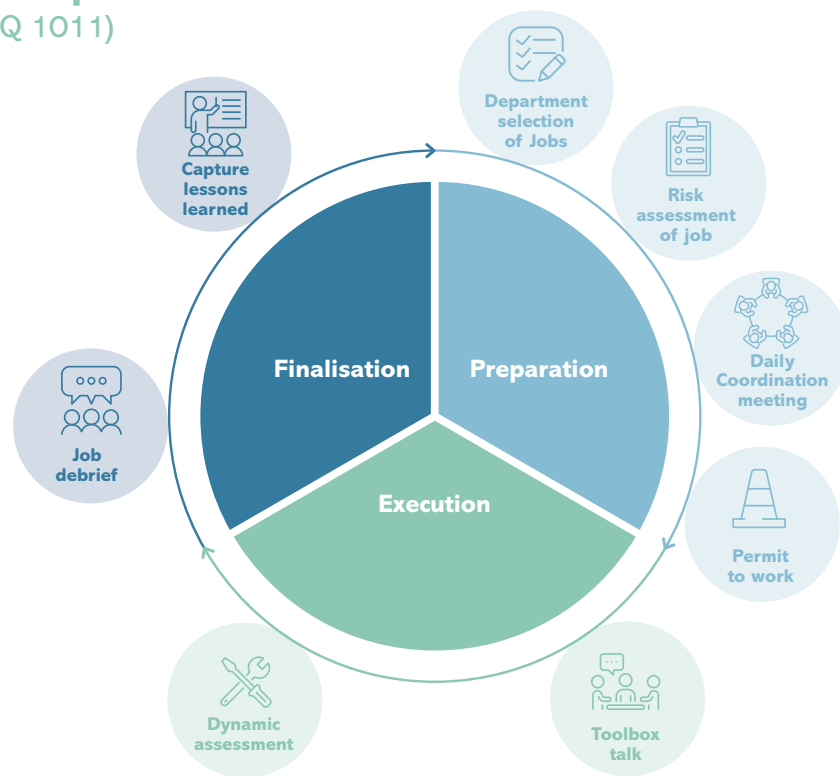 Q 1011)
Department
selection
of Jobs
Capture
lessons
learned
Risk
assessment
of job
Finalisation
Preparation
Daily
Coordination
meeting
Job
debrief
Execution
Permit
to work
Dynamic
assessment
Toolbox
talk